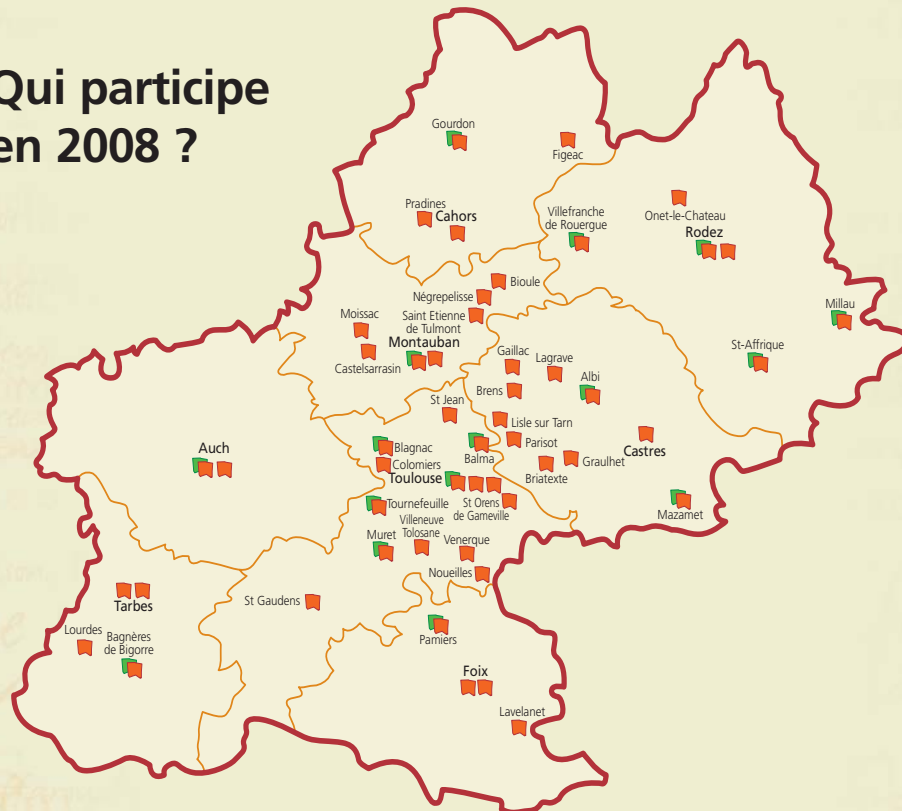 Qui participe
en 2008 ?
Gourdon
Figeac
Pradines
Cahors
Villefranche
de Rouergue
Onet-le-Chateau
Rodez
Millau
St-Affrique
Bioule
Négrepelisse
Saint Etienne
de Tulmont
Moissac
Montauban
Castelsarrasin
Gaillac
Lagrave
Albi
Brens
St Jean
Lisle sur Tarn
Parisot
Castres
Graulhet
Briatexte
Mazamet
Blagnac
Balma
Colomiers
Toulouse
Tournefeuille
St Orens
de Gameville
Villeneuve
Tolosane
Muret
Venerque
Noueilles
Auch
Tarbes
Lourdes
Bagnères
de Bigorre
St Gaudens
Pamiers
Foix
Lavelanet